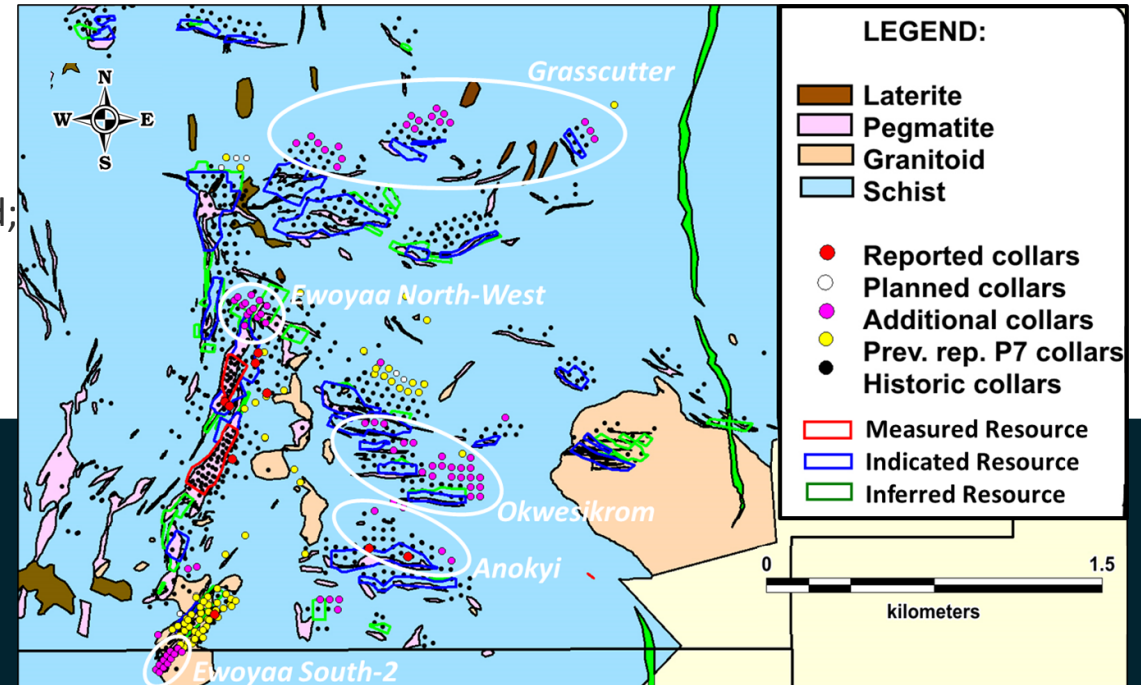 Grasscutter
N
W E
S
d;
Ewoyaa North-West
Okwesikrom
Anokyi
Ewoyaa South-2
LEGEND:
Laterite
Pegmatite
Granitoid
Schist
Reported collars
Planned collars
Additional collars
Prev. rep. P7 collars
Historic collars
Measured Resource
Indicated Resource
Inferred Resource
0 1.5
kilometers